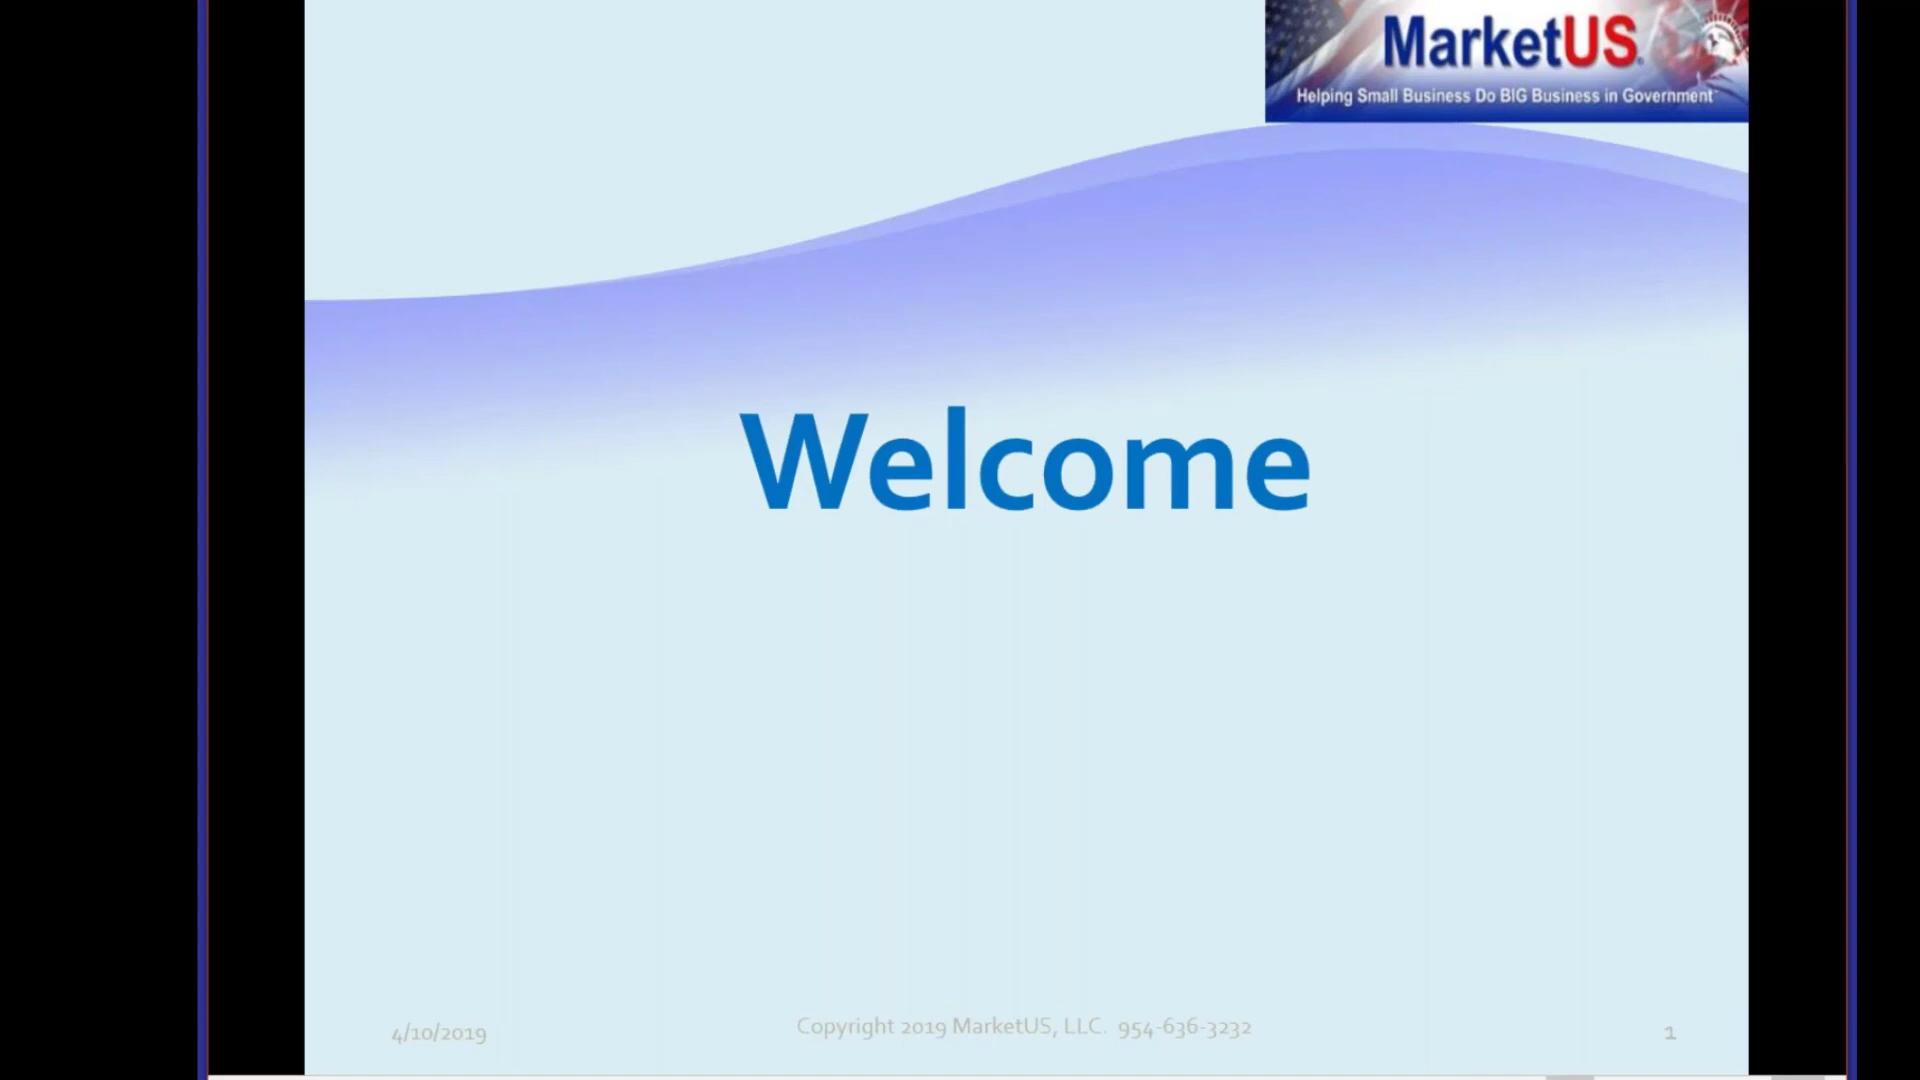 MarketUS
Helping Small Business Do BIG Business in Government
Welcome
4/10/2019
Copyright 2019 MarketUS, LLC. 954-636-3232
1